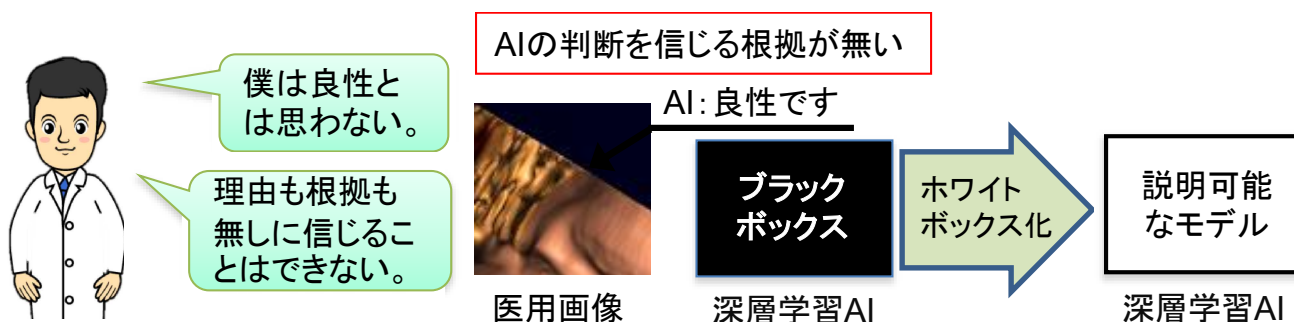 AIの判断を信じる根拠が無い
僕は良性と
は思わない。
理由も根拠も
無しに信じるこ
とはできない。
AI:良性です
医用画像
ブラック
ボックス
深層学習AI
ホワイト
ボックス化
説明可能
なモデル
深層学習AI